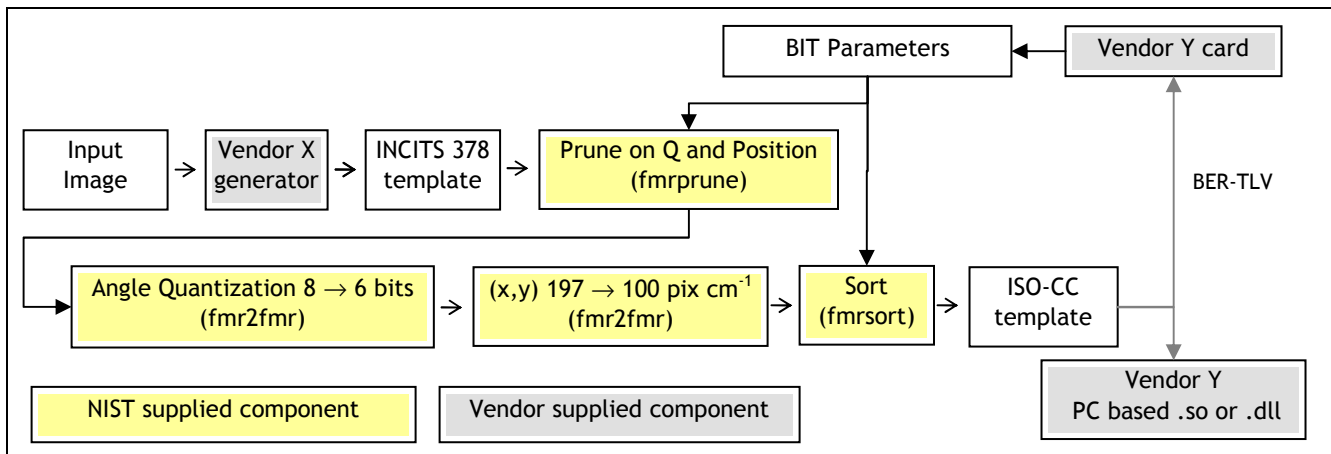 BIT Parameters
Vendor Y card
Input
Image
Vendor X
generator
INCITS 378
template
Prune on Q and Position
(fmrprune)
BER-TLV
Angle Quantization 8 → 6 bits
(fmr2fmr)
(x,y) 197 → 100 pix cm⁻¹
(fmr2fmr)
Sort
(fmrsort)
ISO-CC
template
Vendor Y
PC based .so or .dll
NIST supplied component
Vendor supplied component